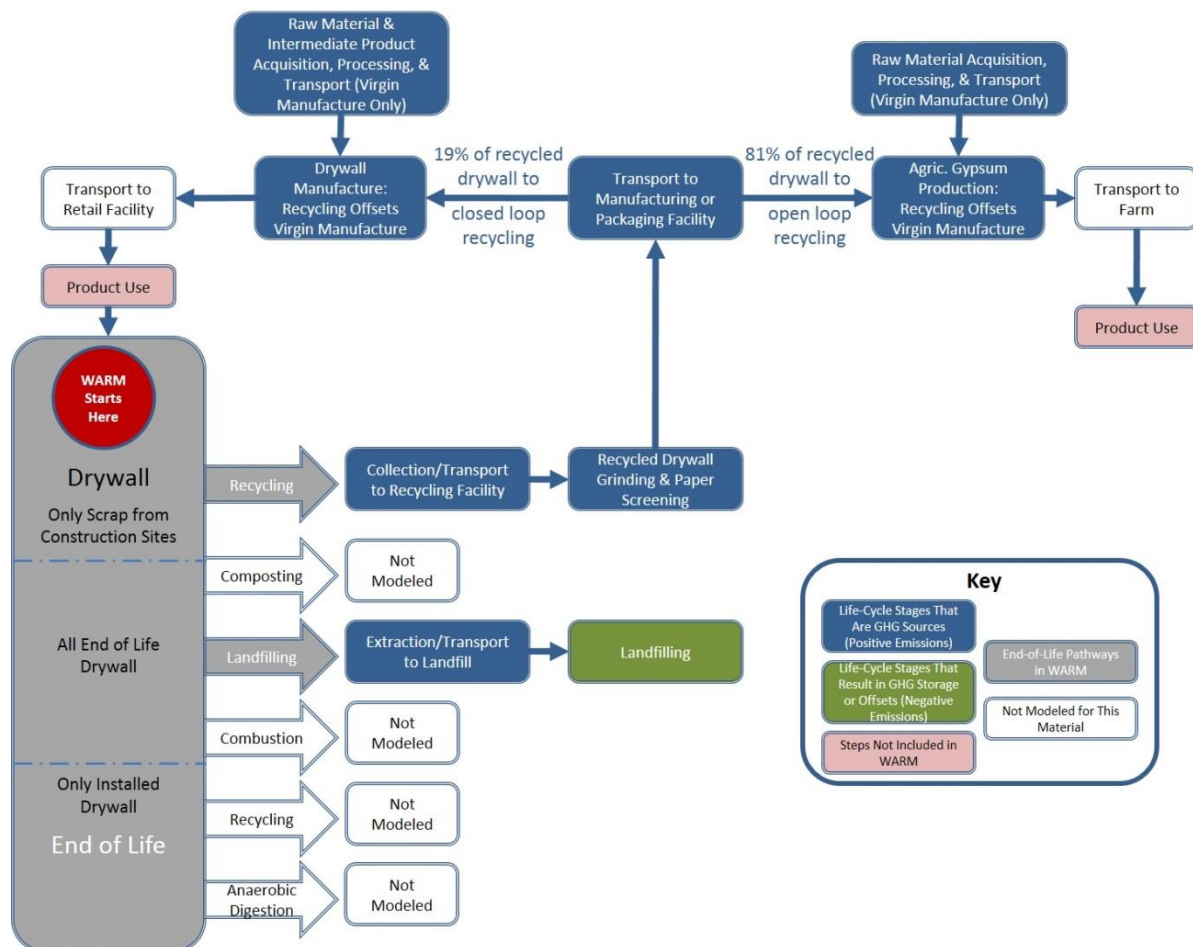 Raw Material &
Intermediate Product
Acquisition, Processing, &
Transport (Virgin
Manufacture Only)
Raw Material Acquisition,
Processing, & Transport
(Virgin Manufacture Only)
Transport to
Retail Facility
Drywall
Manufacture:
Recycling Offsets
Virgin Manufacture
19% of recycled
drywall to
closed loop
recycling
Transport to
Manufacturing or
Packaging Facility
81% of recycled
drywall to
open loop
recycling
Agric. Gypsum
Production:
Recycling Offsets
Virgin Manufacture
Transport to
Farm
Product Use
Product Use
WARM
Starts
Here
Drywall
Only Scrap from
Construction Sites
Recycling
Collection/Transport
to Recycling Facility
Recycled Drywall
Grinding & Paper
Screening
Composting
Not
Modeled
All End of Life
Drywall
Landfilling
Extraction/Transport
to Landfill
Landfilling
Combustion
Not
Modeled
Only Installed
Drywall
End of Life
Recycling
Not
Modeled
Anaerobic
Digestion
Not
Modeled
Key
Life-Cycle Stages That
Are GHG Sources
(Positive Emissions)
Life-Cycle Stages That
Result in GHG Storage
or Offsets (Negative
Emissions)
Steps Not Included in
WARM
End-of-Life Pathways
in WARM
Not Modeled for This
Material